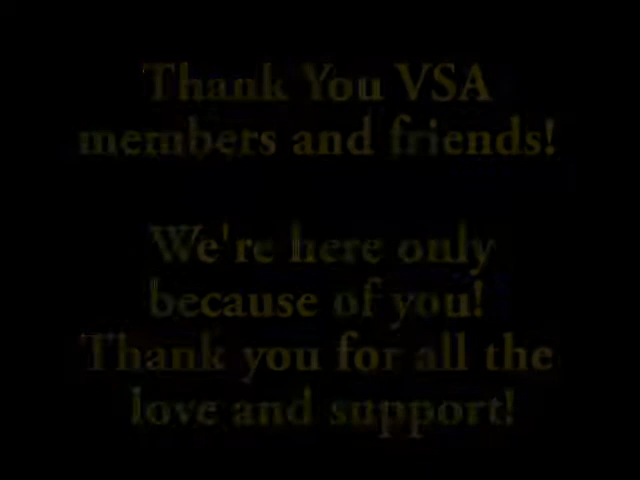 Thank You VSA
members and friends!
We're here only
because of you!
Thank you for all the
love and support!